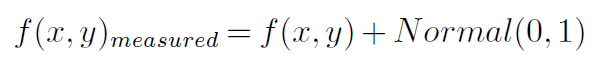 f(x, y)measured = f(x, y) + Normal(0, 1)